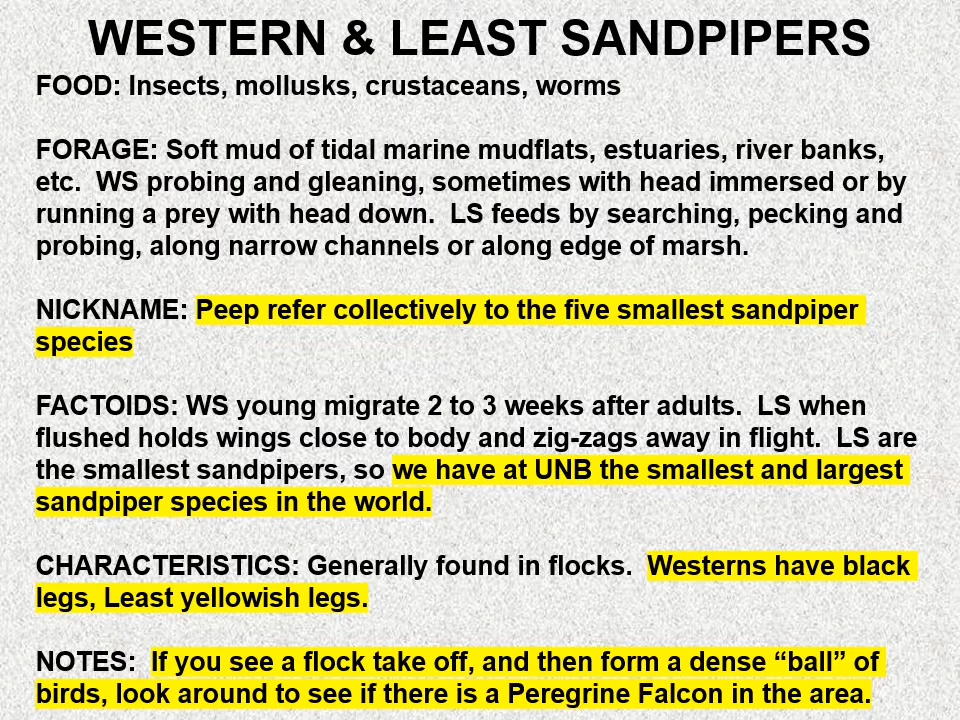 WESTERN & LEAST SANDPIPERS
FOOD: Insects, mollusks, crustaceans, worms
FORAGE: Soft mud of tidal marine mudflats, estuaries, river banks,
etc.  WS probing and gleaning, sometimes with head immersed or by
running a prey with head down.  LS feeds by searching, pecking and
probing, along narrow channels or along edge of marsh.
NICKNAME: Peep refer collectively to the five smallest sandpiper
species
FACTOIDS: WS young migrate 2 to 3 weeks after adults.  LS when
flushed holds wings close to body and zig-zags away in flight.  LS are
the smallest sandpipers, so we have at UNB the smallest and largest
sandpiper species in the world.
CHARACTERISTICS: Generally found in flocks.  Westerns have black
legs, Least yellowish legs.
NOTES:  If you see a flock take off, and then form a dense “ball” of
birds, look around to see if there is a Peregrine Falcon in the area.